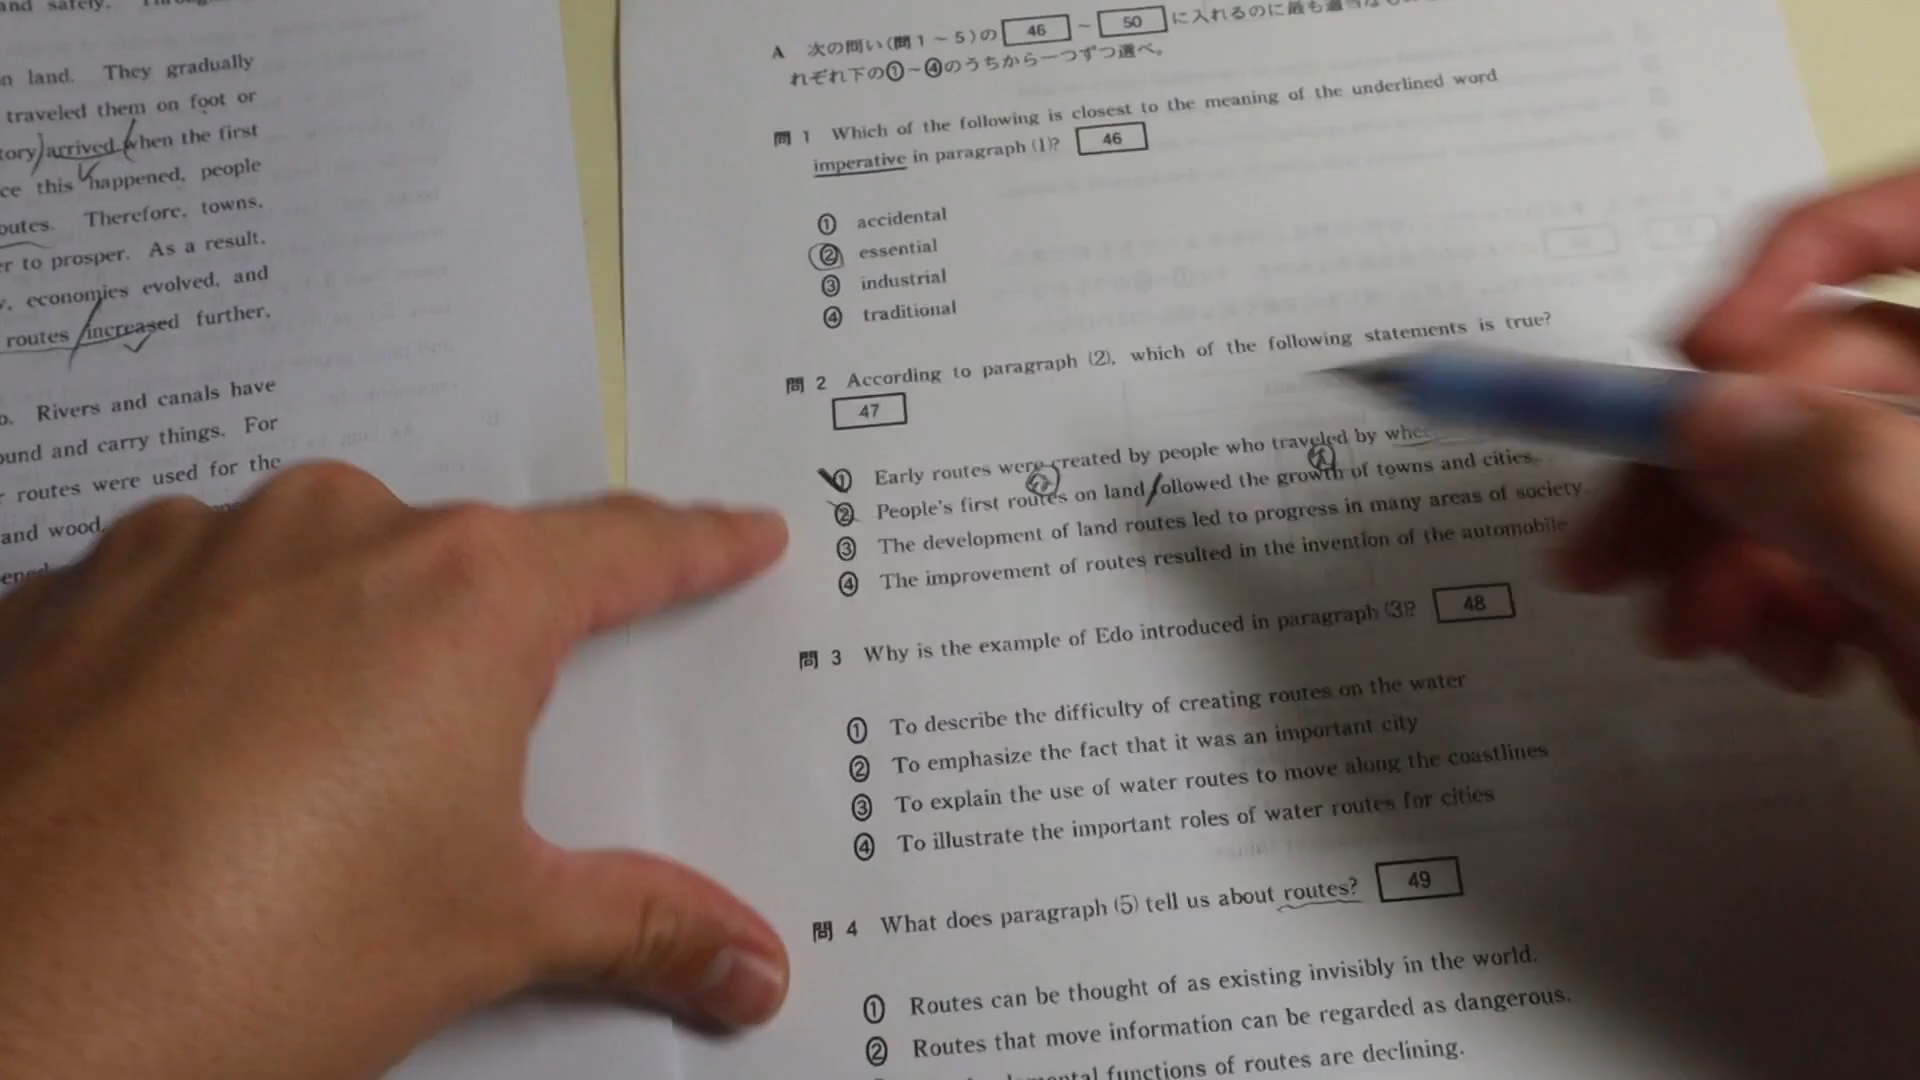 and safety.
n land. They gradually
traveled them on foot or
tory arrived when the first
ce this happened, people
outes. Therefore, towns,
er to prosper. As a result,
y, economies evolved, and
routes increased further,
o. Rivers and canals have
ound and carry things. For
r routes were used for the
and wood,
A 次の問い(問1~5)の 46 ~ 50 に入れるのに最も適当な
れぞれ下の①~④のうちから一つずつ選べ。
問 1 Which of the following is closest to the meaning of the underlined word
imperative in paragraph (1)? 46
① accidental
② essential
③ industrial
④ traditional
問 2 According to paragraph (2), which of the following statements is true?
47
① Early routes were created by people who traveled by
② People's first routes on land followed the growth of towns and cities.
③ The development of land routes led to progress in many areas of society.
④ The improvement of routes resulted in the invention of the automobile
問 3 Why is the example of Edo introduced in paragraph (3)? 48
① To describe the difficulty of creating routes on the water
② To emphasize the fact that it was an important city
③ To explain the use of water routes to move along the coastlines
④ To illustrate the important roles of water routes for cities
問 4 What does paragraph (5) tell us about routes? 49
① Routes can be thought of as existing invisibly in the world.
② Routes that move information can be regarded as dangerous.
functions of routes are declining.